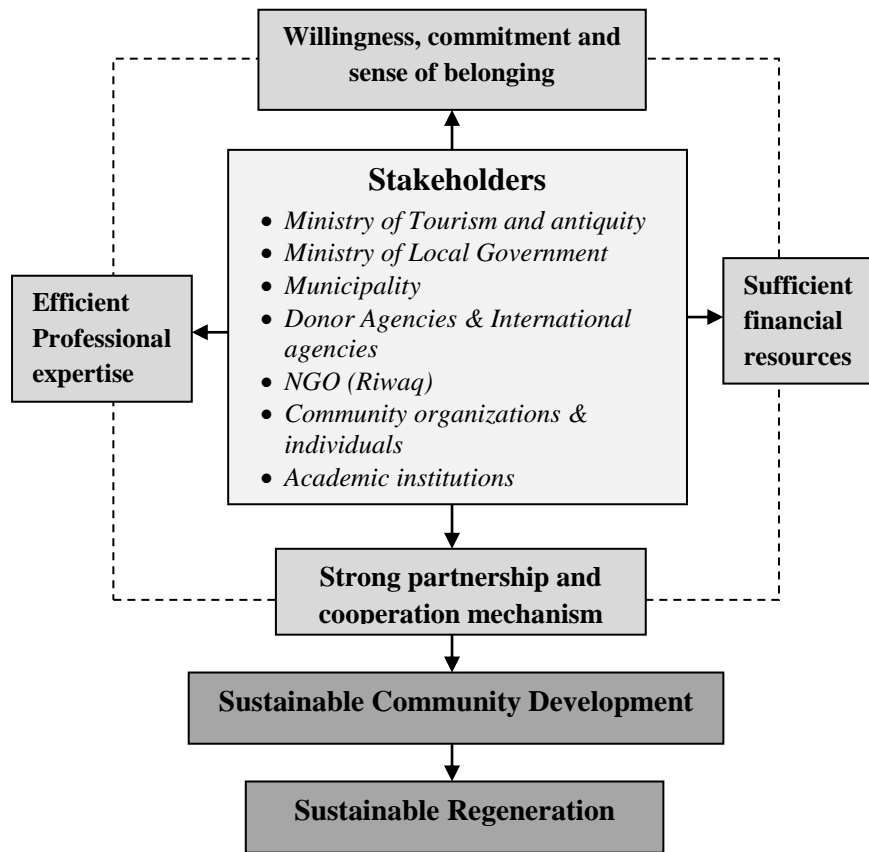 Willingness, commitment and
sense of belonging
Stakeholders
• Ministry of Tourism and antiquity
• Ministry of Local Government
• Municipality
• Donor Agencies & International
agencies
• NGO (Riwaq)
• Community organizations &
individuals
• Academic institutions
Efficient
Professional
expertise
Sufficient
financial
resources
Strong partnership and
cooperation mechanism
Sustainable Community Development
Sustainable Regeneration